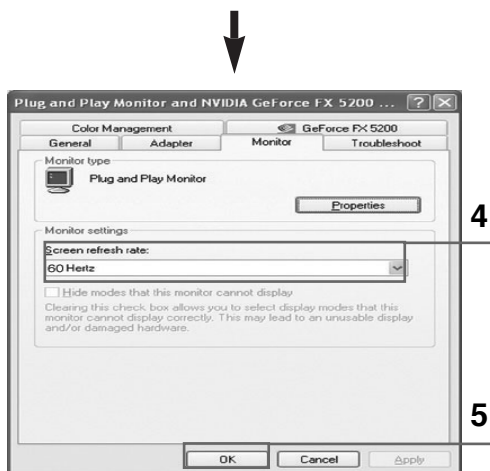 Plug and Play Monitor and NVIDIA GeForce FX 5200 ...
Color Management GeForce FX 5200
General Adapter Monitor Troubleshoot
Monitor type
Plug and Play Monitor
Properties
4
Monitor settings
Screen refresh rate:
60 Hertz
Hide modes that this monitor cannot display
Clearing this check box allows you to select display modes that this
monitor cannot display correctly. This may lead to an unusable display
and/or damaged hardware.
5
OK Cancel Apply